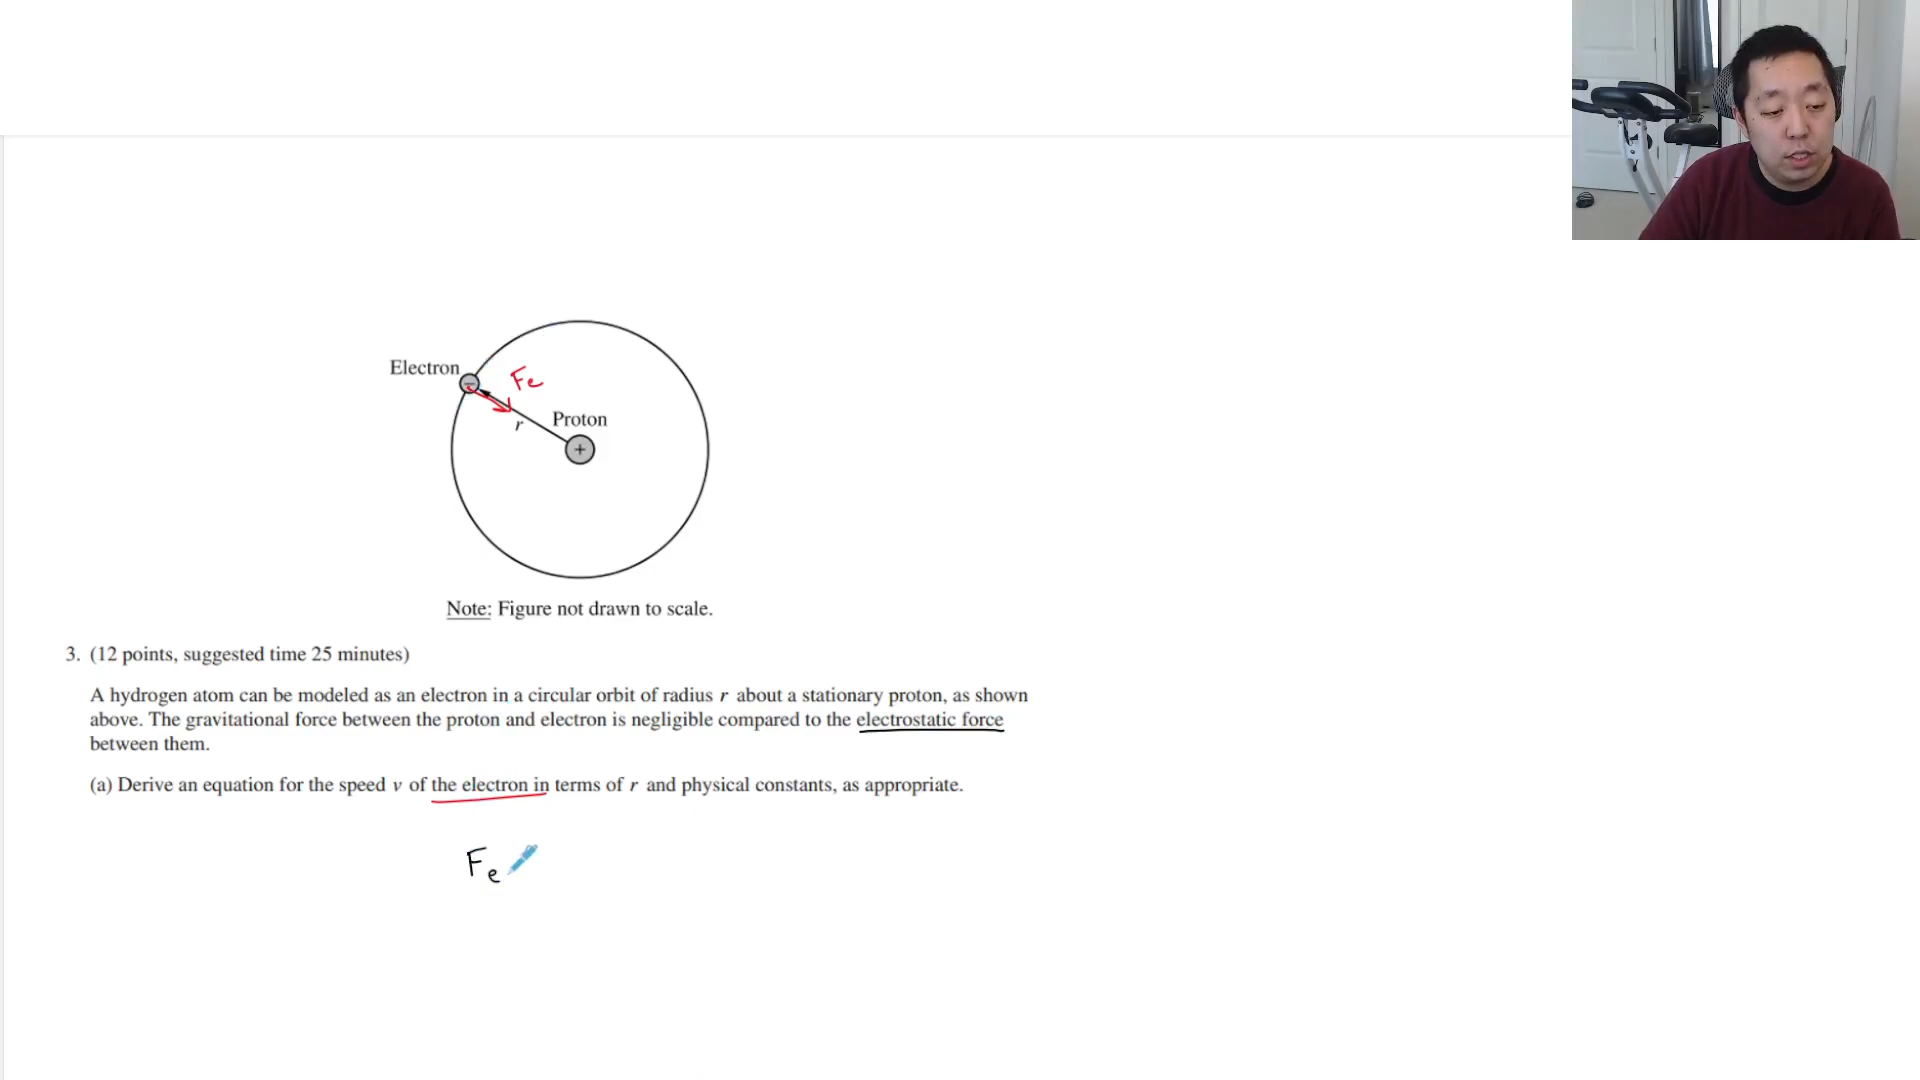 Electron
Fe
−
Proton
r
+
Note: Figure not drawn to scale.
3. (12 points, suggested time 25 minutes)
A hydrogen atom can be modeled as an electron in a circular orbit of radius r about a stationary proton, as shown
above. The gravitational force between the proton and electron is negligible compared to the electrostatic force
between them.
(a) Derive an equation for the speed v of the electron in terms of r and physical constants, as appropriate.
Fe